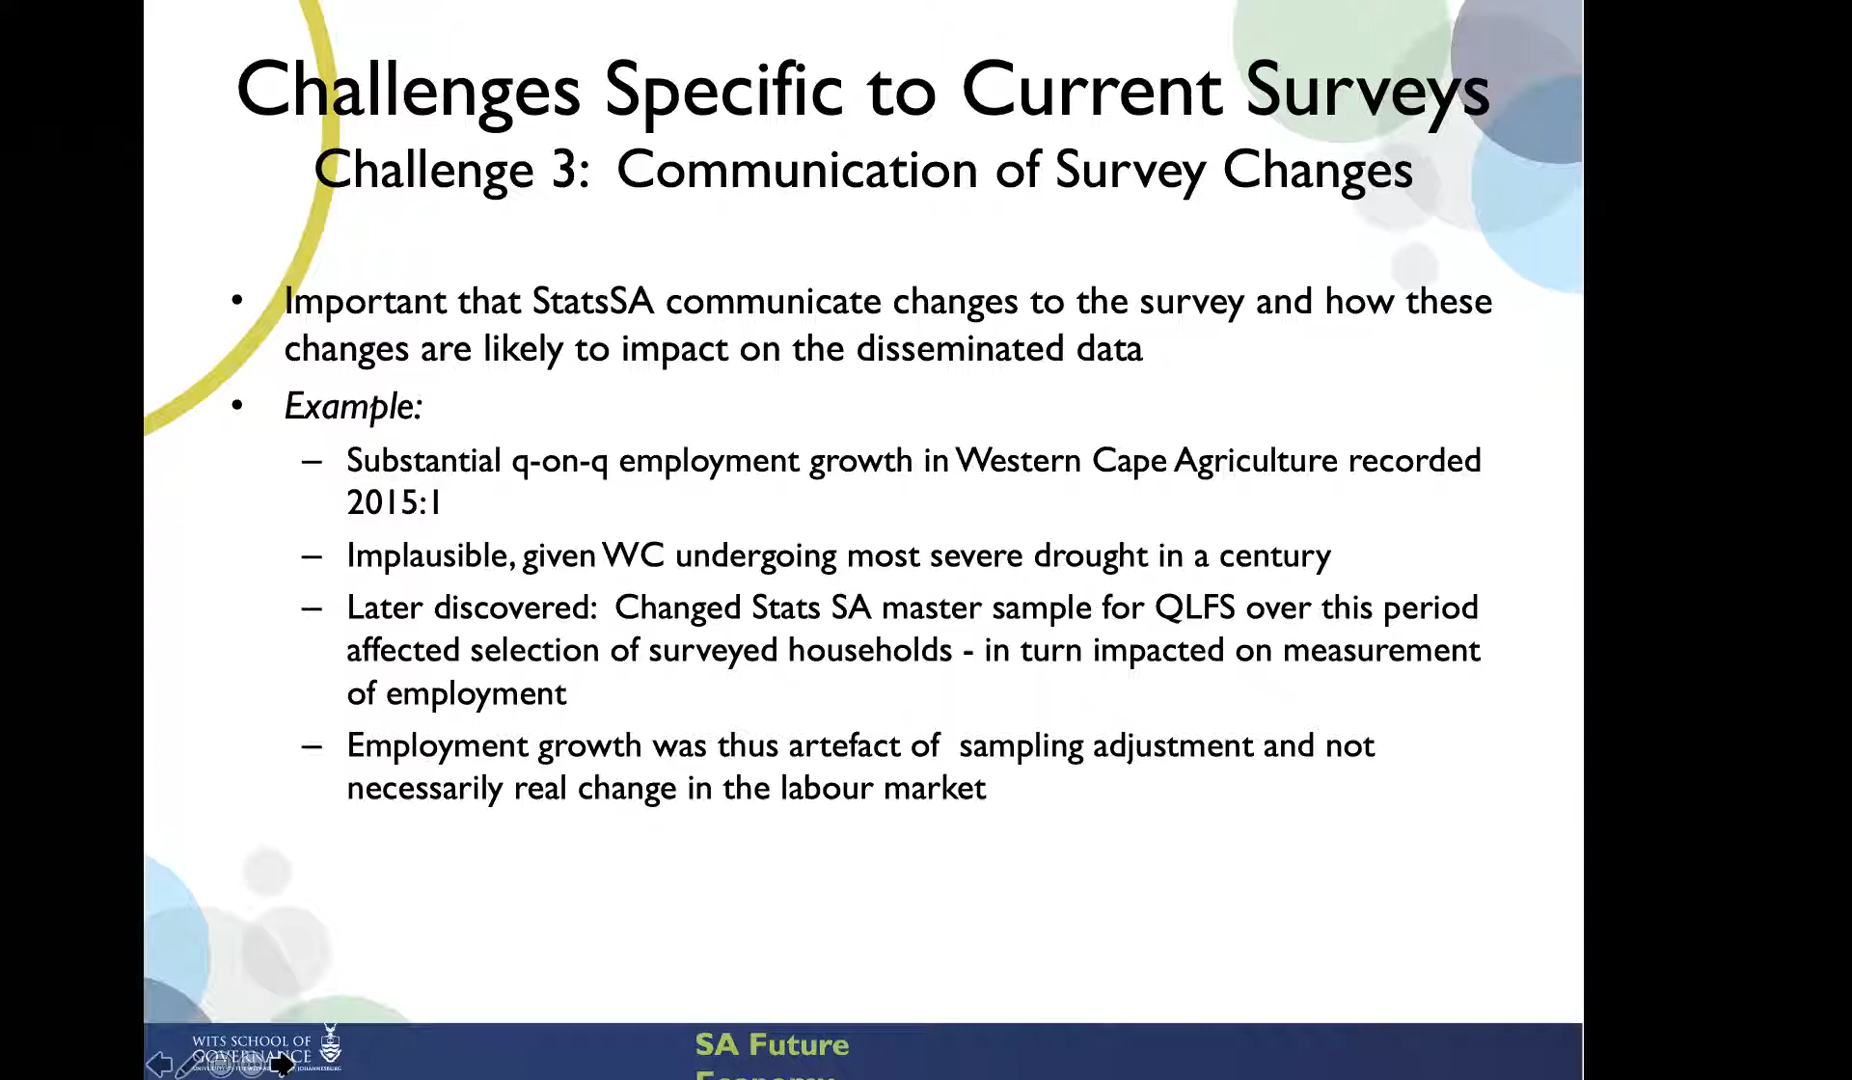 Challenges Specific to Current Surveys
Challenge 3: Communication of Survey Changes
• Important that StatsSA communicate changes to the survey and how these
changes are likely to impact on the disseminated data
• Example:
– Substantial q-on-q employment growth in Western Cape Agriculture recorded
2015:1
– Implausible, given WC undergoing most severe drought in a century
– Later discovered: Changed Stats SA master sample for QLFS over this period
affected selection of surveyed households - in turn impacted on measurement
of employment
– Employment growth was thus artefact of sampling adjustment and not
necessarily real change in the labour market
WITS SCHOOL OF
GOVERNANCE
SA Future
Economy